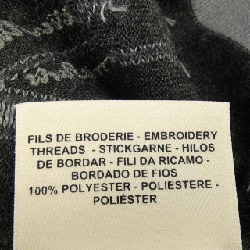 FILS DE BRODERIE - EMBROIDERY
THREADS - STICKGARNE - HILOS
DE BORDAR - FILI DA RICAMO -
BORDADO DE FIOS
100% POLYESTER - POLIESTERE -
POLIÉSTER